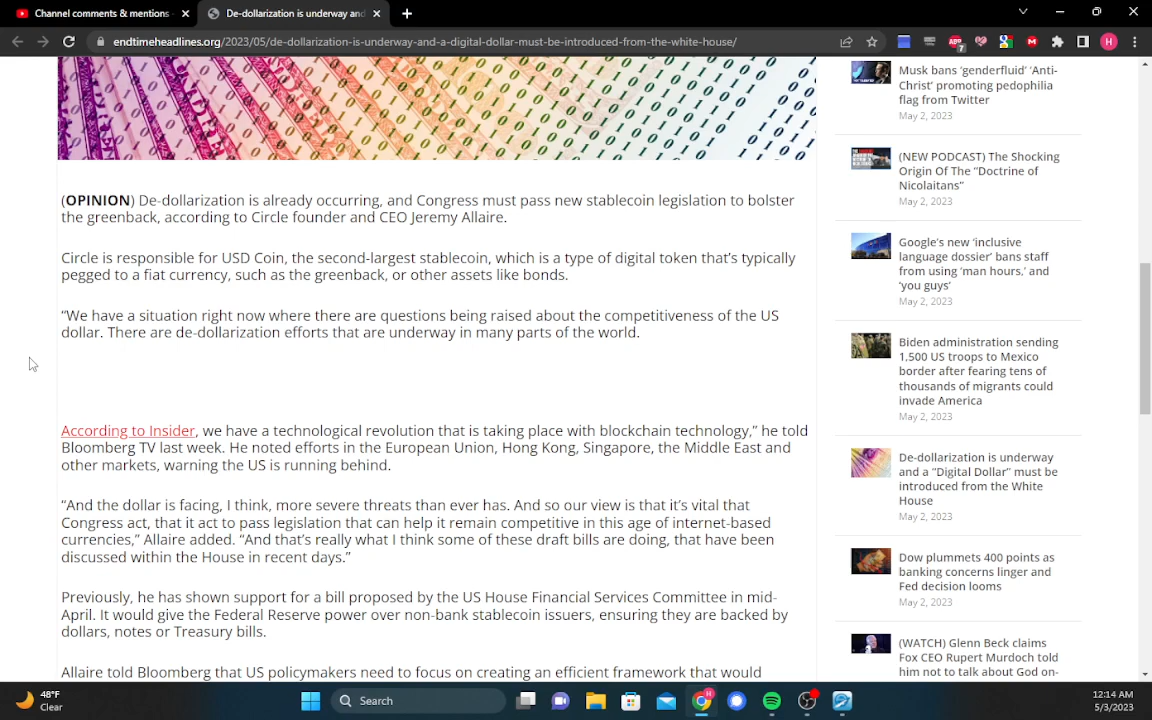 Channel comments & mentions
De-dollarization is underway and
endtimeheadlines.org/2023/05/de-dollarization-is-underway-and-a-digital-dollar-must-be-introduced-from-the-white-house/
(OPINION) De-dollarization is already occurring, and Congress must pass new stablecoin legislation to bolster
the greenback, according to Circle founder and CEO Jeremy Allaire.
Circle is responsible for USD Coin, the second-largest stablecoin, which is a type of digital token that's typically
pegged to a fiat currency, such as the greenback, or other assets like bonds.
“We have a situation right now where there are questions being raised about the competitiveness of the US
dollar. There are de-dollarization efforts that are underway in many parts of the world.
According to Insider, we have a technological revolution that is taking place with blockchain technology,” he told
Bloomberg TV last week. He noted efforts in the European Union, Hong Kong, Singapore, the Middle East and
other markets, warning the US is running behind.
“And the dollar is facing, I think, more severe threats than ever has. And so our view is that it’s vital that
Congress act, that it act to pass legislation that can help it remain competitive in this age of internet-based
currencies,” Allaire added. “And that’s really what I think some of these draft bills are doing, that have been
discussed within the House in recent days.”
Previously, he has shown support for a bill proposed by the US House Financial Services Committee in mid-
April. It would give the Federal Reserve power over non-bank stablecoin issuers, ensuring they are backed by
dollars, notes or Treasury bills.
Allaire told Bloomberg that US policymakers need to focus on creating an efficient framework that would
Musk bans ‘genderfluid’ ‘Anti-
Christ’ promoting pedophilia
flag from Twitter
May 2, 2023
(NEW PODCAST) The Shocking
Origin Of The “Doctrine of
Nicolaitans”
May 2, 2023
Google’s new ‘inclusive
language dossier’ bans staff
from using ‘man hours,’ and
‘you guys’
May 2, 2023
Biden administration sending
1,500 US troops to Mexico
border after fearing tens of
thousands of migrants could
invade America
May 2, 2023
De-dollarization is underway
and a “Digital Dollar” must be
introduced from the White
House
May 2, 2023
Dow plummets 400 points as
banking concerns linger and
Fed decision looms
May 2, 2023
(WATCH) Glenn Beck claims
Fox CEO Rupert Murdoch told
him not to talk about God on-
48°F
Clear
Search
12:14 AM
5/3/2023